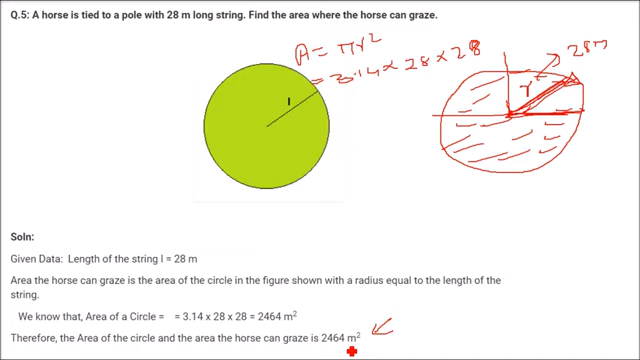 Q.5: A horse is tied to a pole with 28 m long string. Find the area where the horse can graze.
A = πr²
= 3.14 × 28 × 28
28 m
r
l
Soln:
Given Data: Length of the string l = 28 m
Area the horse can graze is the area of the circle in the figure shown with a radius equal to the length of the
string.
We know that, Area of a Circle =   = 3.14 x 28 x 28 = 2464 m²
Therefore, the Area of the circle and the area the horse can graze is 2464 m²